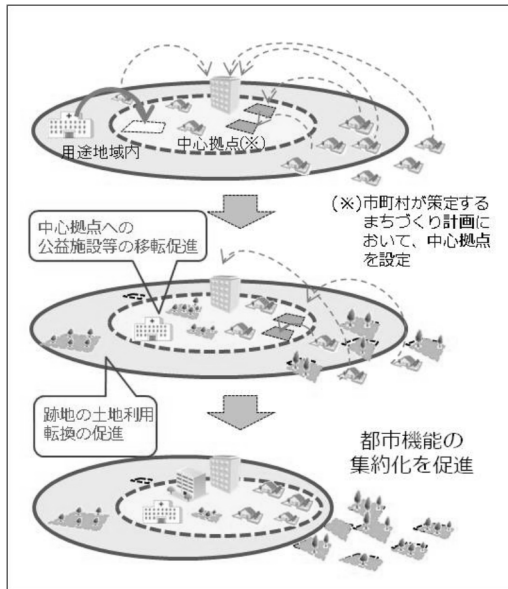 用途地域内
中心拠点(※)
(※)市町村が策定する
まちづくり計画に
おいて、中心拠点
を設定
中心拠点への
公益施設等の移転促進
跡地の土地利用
転換の促進
都市機能の
集約化を促進